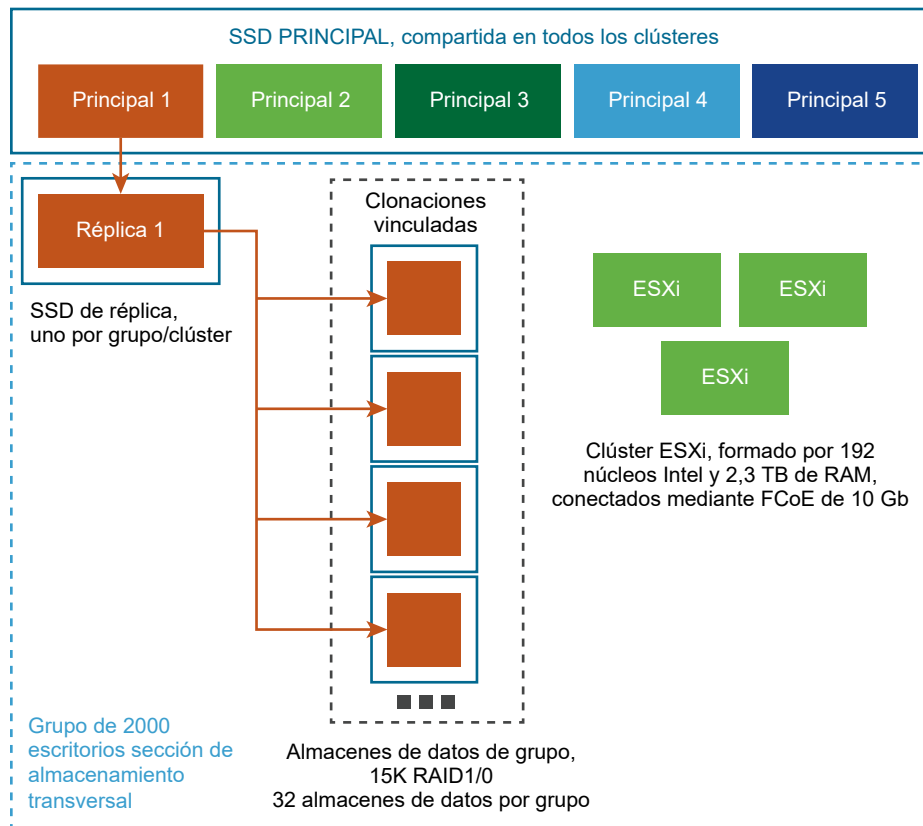 SSD PRINCIPAL, compartida en todos los clústeres
Principal 1
Principal 2
Principal 3
Principal 4
Principal 5
Réplica 1
SSD de réplica,
uno por grupo/clúster
Clonaciones
vinculadas
ESXi
ESXi
ESXi
Clúster ESXi, formado por 192
núcleos Intel y 2,3 TB de RAM,
conectados mediante FCoE de 10 Gb
Grupo de 2000
escritorios sección de
almacenamiento
transversal
Almacenes de datos de grupo,
15K RAID1/0
32 almacenes de datos por grupo